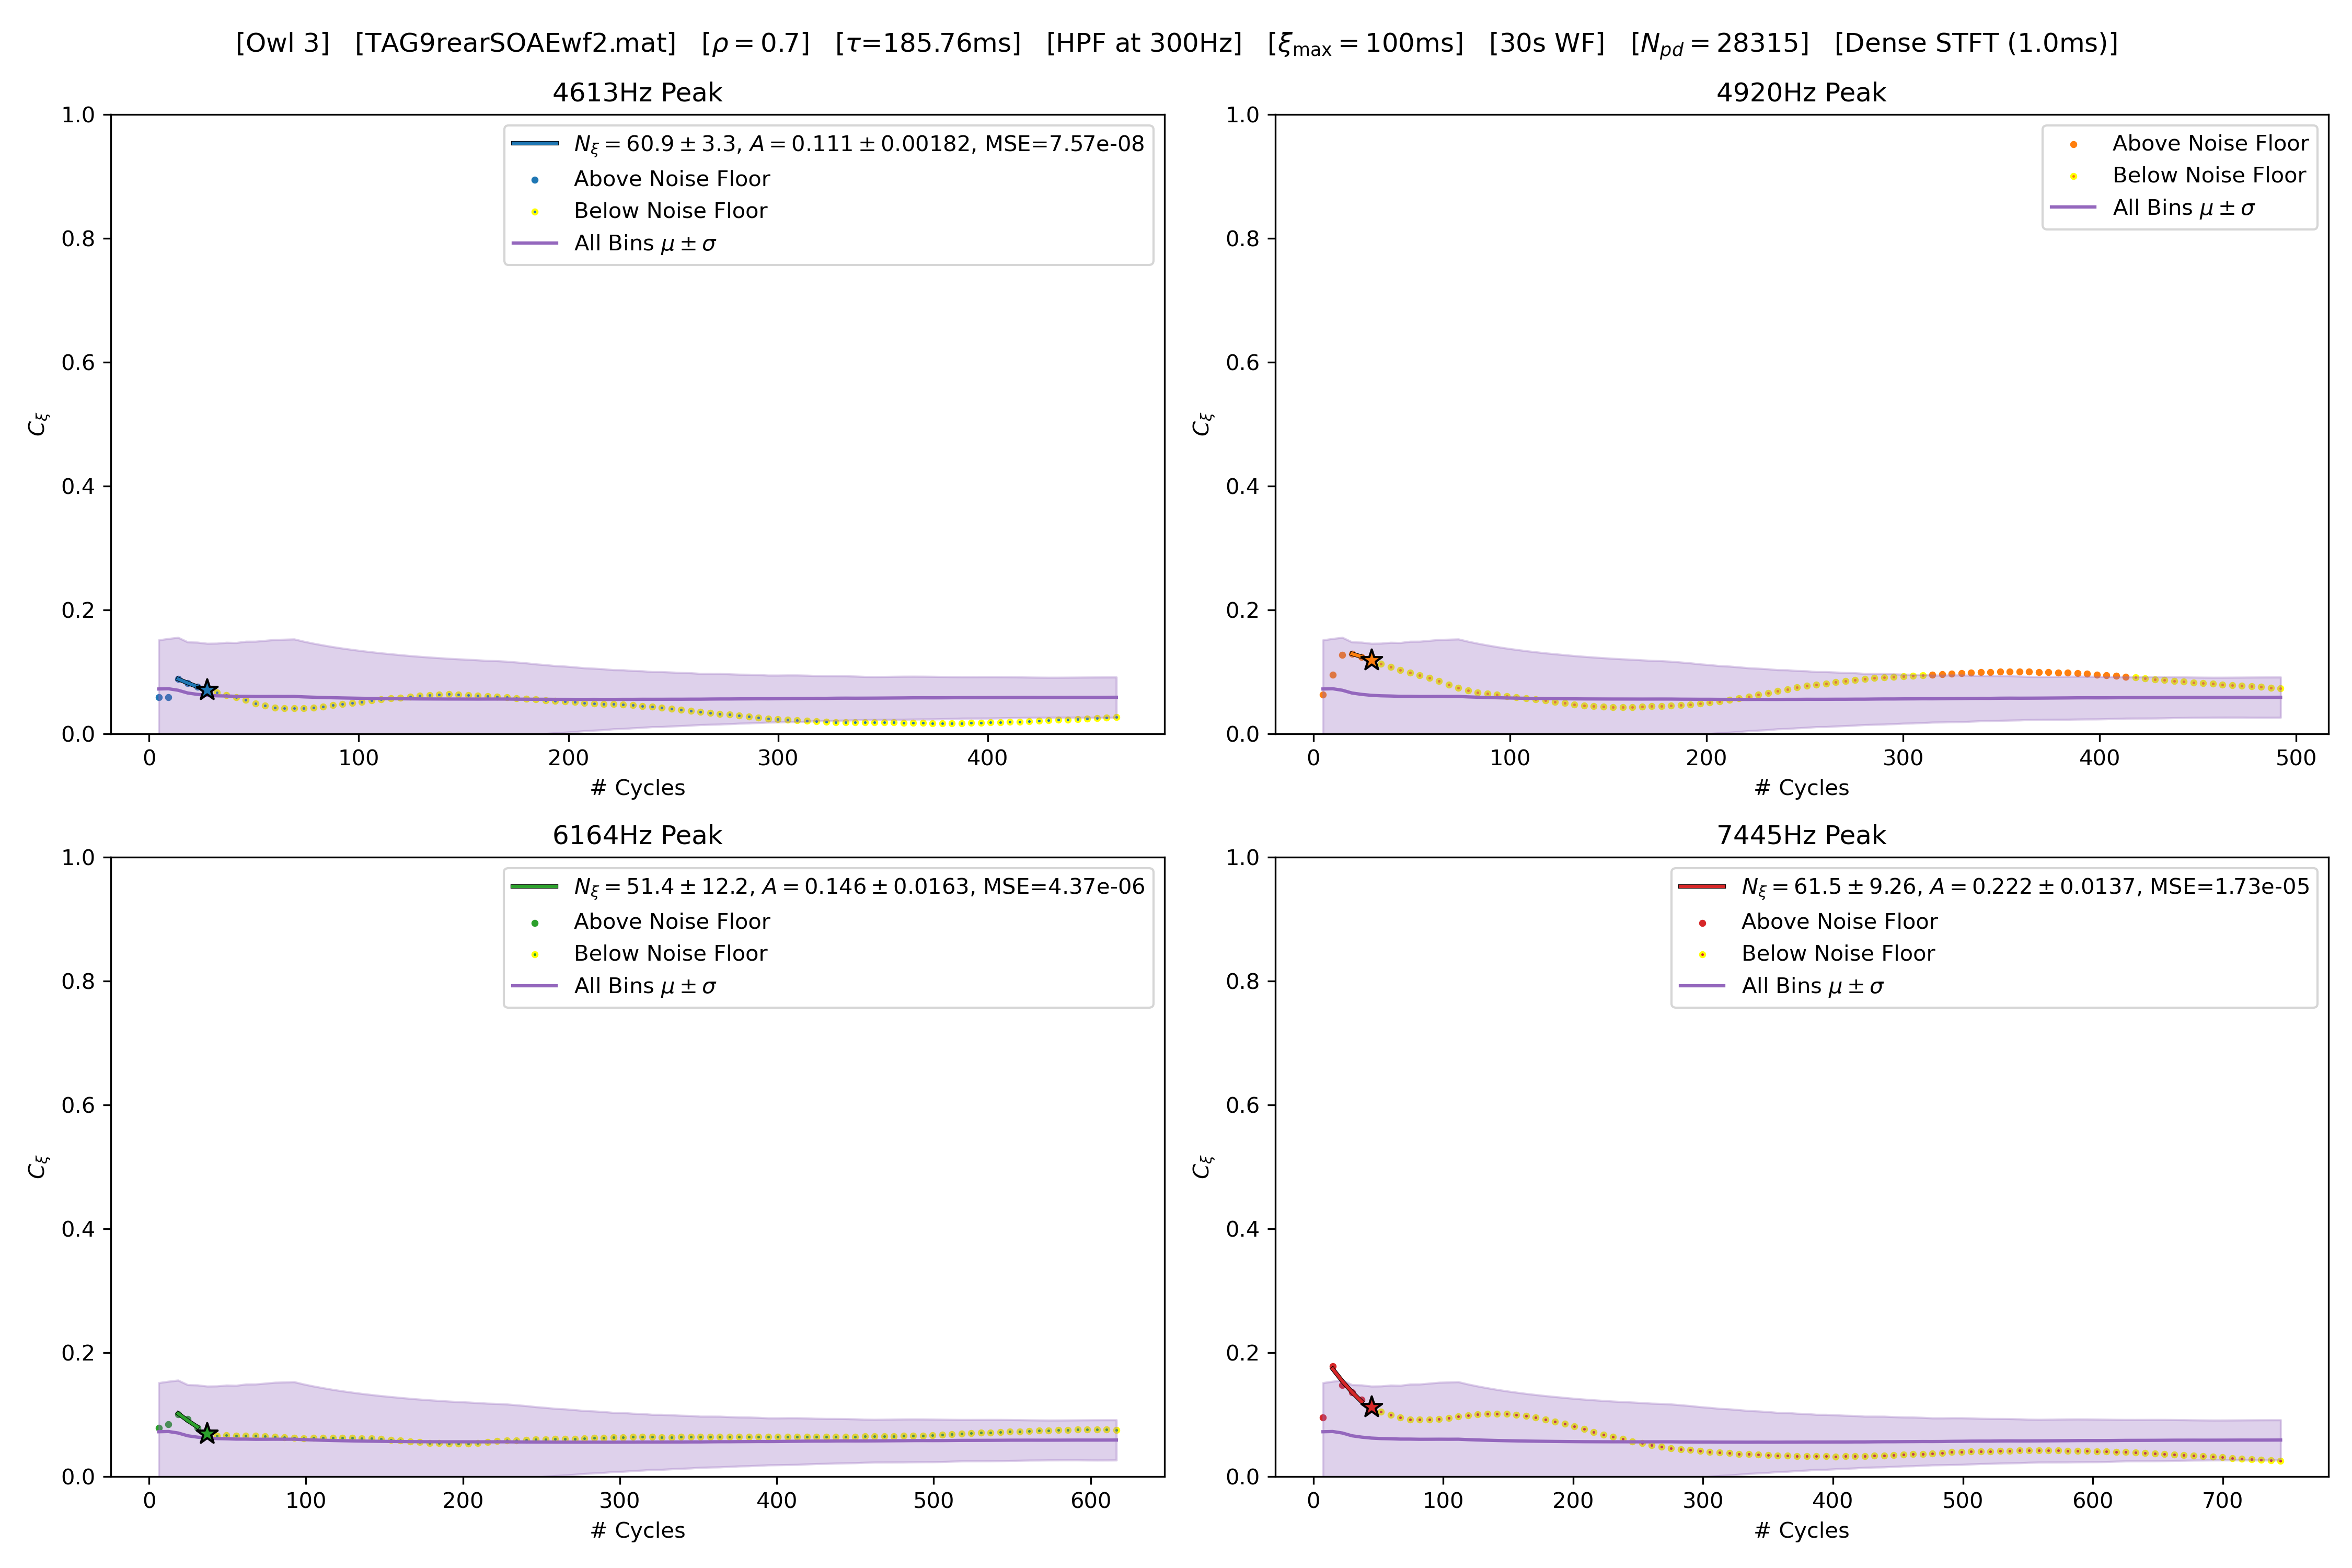 [Owl 3] [TAG9rearSOAEwf2.mat] [ρ = 0.7] [τ=185.76ms] [HPF at 300Hz] [ξmax = 100ms] [30s WF] [Npd = 28315] [Dense STFT (1.0ms)]
4613Hz Peak
Nξ = 60.9 ± 3.3, A = 0.111 ± 0.00182, MSE=7.57e-08
Above Noise Floor
Below Noise Floor
All Bins μ ± σ
1.0
0.8
0.6
0.4
0.2
0.0
Cξ
0 100 200 300 400
# Cycles
4920Hz Peak
Above Noise Floor
Below Noise Floor
All Bins μ ± σ
1.0
0.8
0.6
0.4
0.2
0.0
Cξ
0 100 200 300 400 500
# Cycles
6164Hz Peak
Nξ = 51.4 ± 12.2, A = 0.146 ± 0.0163, MSE=4.37e-06
Above Noise Floor
Below Noise Floor
All Bins μ ± σ
1.0
0.8
0.6
0.4
0.2
0.0
Cξ
0 100 200 300 400 500 600
# Cycles
7445Hz Peak
Nξ = 61.5 ± 9.26, A = 0.222 ± 0.0137, MSE=1.73e-05
Above Noise Floor
Below Noise Floor
All Bins μ ± σ
1.0
0.8
0.6
0.4
0.2
0.0
Cξ
0 100 200 300 400 500 600 700
# Cycles